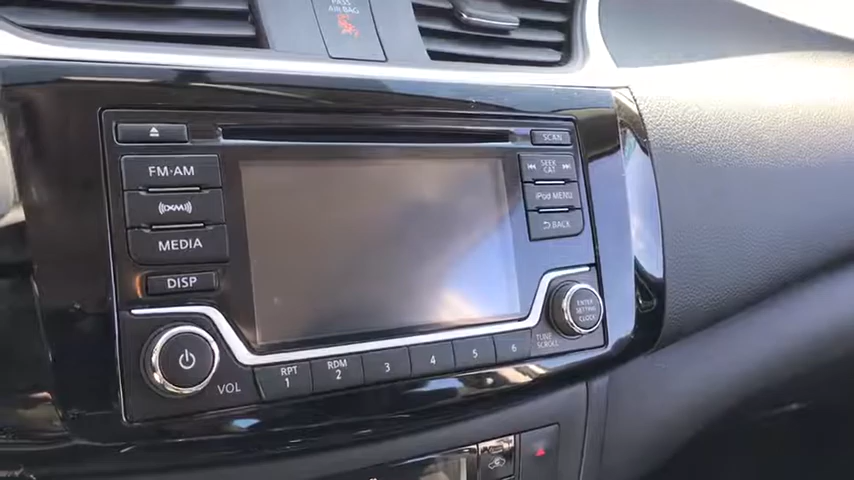 PASS
AIR BAG
SCAN
FM·AM
SEEK
CAT
((XM))
iPod MENU
MEDIA
BACK
DISP
ENTER
SETTING
CLOCK
TUNE
SCROLL
VOL
RPT
1
RDM
2
3
4
5
6